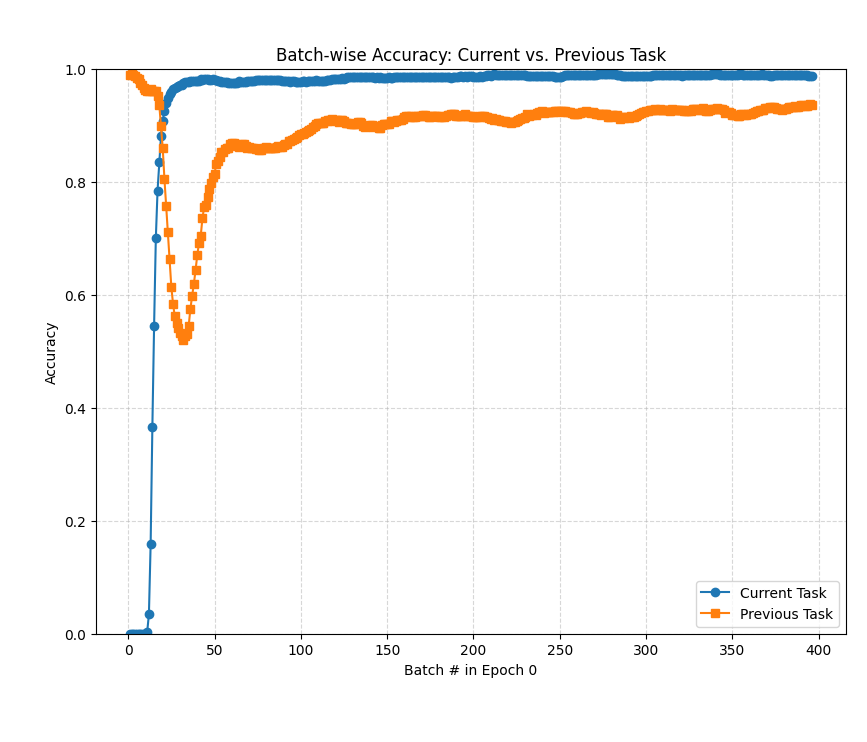 Batch-wise Accuracy: Current vs. Previous Task
1.0
0.8
0.6
0.4
0.2
0.0
Accuracy
0 50 100 150 200 250 300 350 400
Batch # in Epoch 0
Current Task
Previous Task